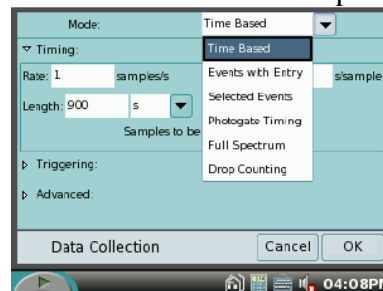 Mode: Time Based
Timing: Time Based
Rate: 1 samples/s s/sample
Events with Entry
Length: 900 s Selected Events
Photogate Timing
Samples to be
Full Spectrum
Triggering: Drop Counting
Advanced:
Data Collection Cancel OK
04:08P